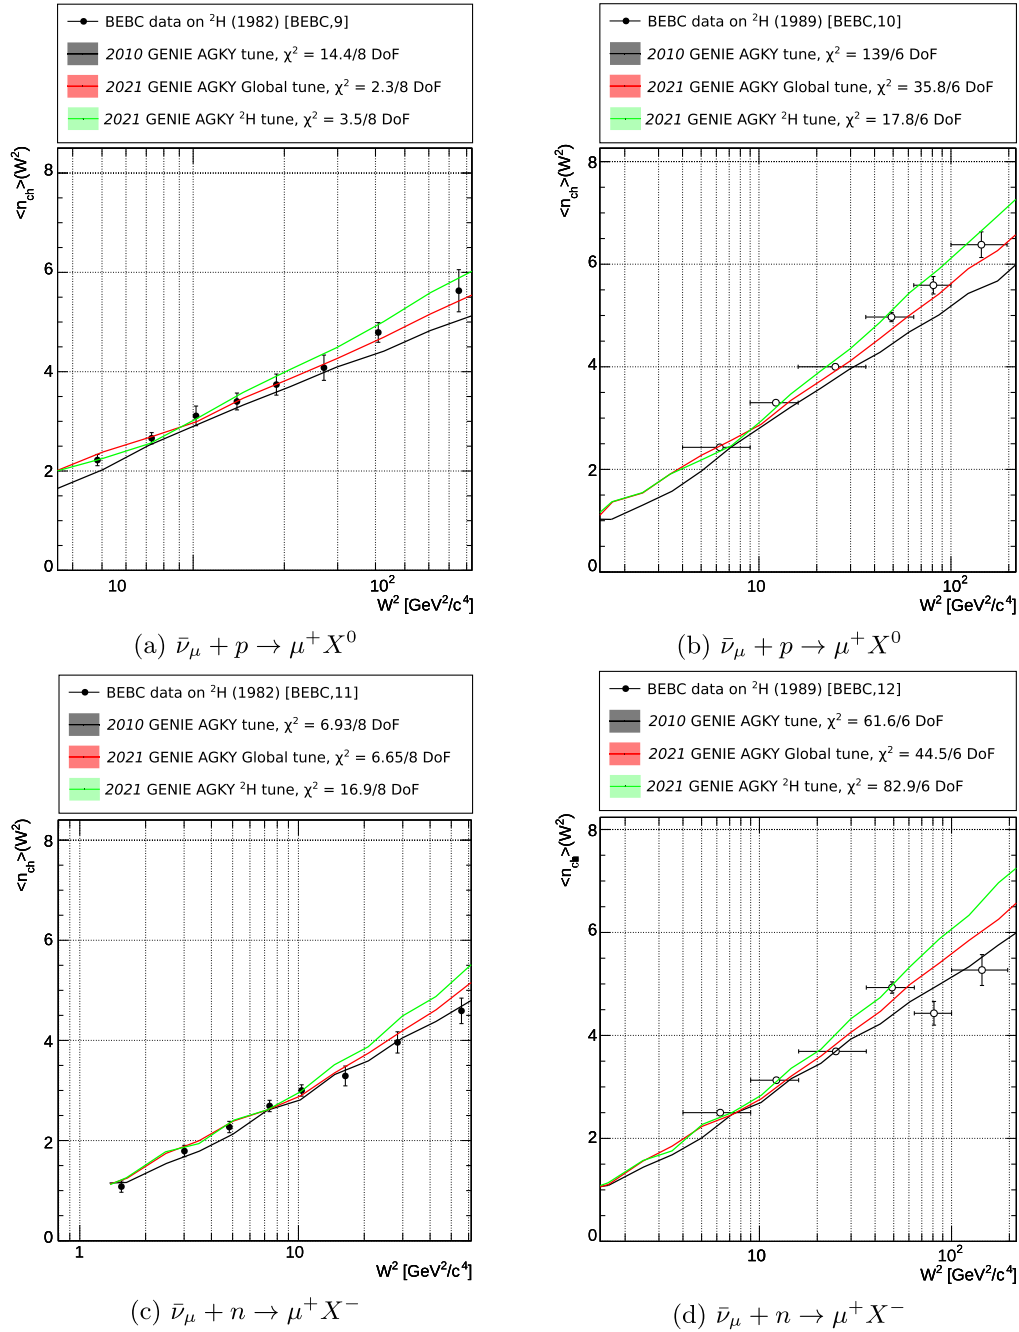 BEBC data on ²H (1982) [BEBC,9]
2010 GENIE AGKY tune, χ² = 14.4/8 DoF
2021 GENIE AGKY Global tune, χ² = 2.3/8 DoF
2021 GENIE AGKY ²H tune, χ² = 3.5/8 DoF
<n_ch>(W²)
8
6
4
2
0
10
10²
W² [GeV²/c⁴]
(a) ν̄_μ + p → μ⁺X⁰
BEBC data on ²H (1989) [BEBC,10]
2010 GENIE AGKY tune, χ² = 139/6 DoF
2021 GENIE AGKY Global tune, χ² = 35.8/6 DoF
2021 GENIE AGKY ²H tune, χ² = 17.8/6 DoF
<n_ch>(W²)
8
6
4
2
0
10
10²
W² [GeV²/c⁴]
(b) ν̄_μ + p → μ⁺X⁰
BEBC data on ²H (1982) [BEBC,11]
2010 GENIE AGKY tune, χ² = 6.93/8 DoF
2021 GENIE AGKY Global tune, χ² = 6.65/8 DoF
2021 GENIE AGKY ²H tune, χ² = 16.9/8 DoF
<n_ch>(W²)
8
6
4
2
0
1
10
W² [GeV²/c⁴]
(c) ν̄_μ + n → μ⁺X⁻
BEBC data on ²H (1989) [BEBC,12]
2010 GENIE AGKY tune, χ² = 61.6/6 DoF
2021 GENIE AGKY Global tune, χ² = 44.5/6 DoF
2021 GENIE AGKY ²H tune, χ² = 82.9/6 DoF
<n_ch>(W²)
8
6
4
2
0
10
10²
W² [GeV²/c⁴]
(d) ν̄_μ + n → μ⁺X⁻